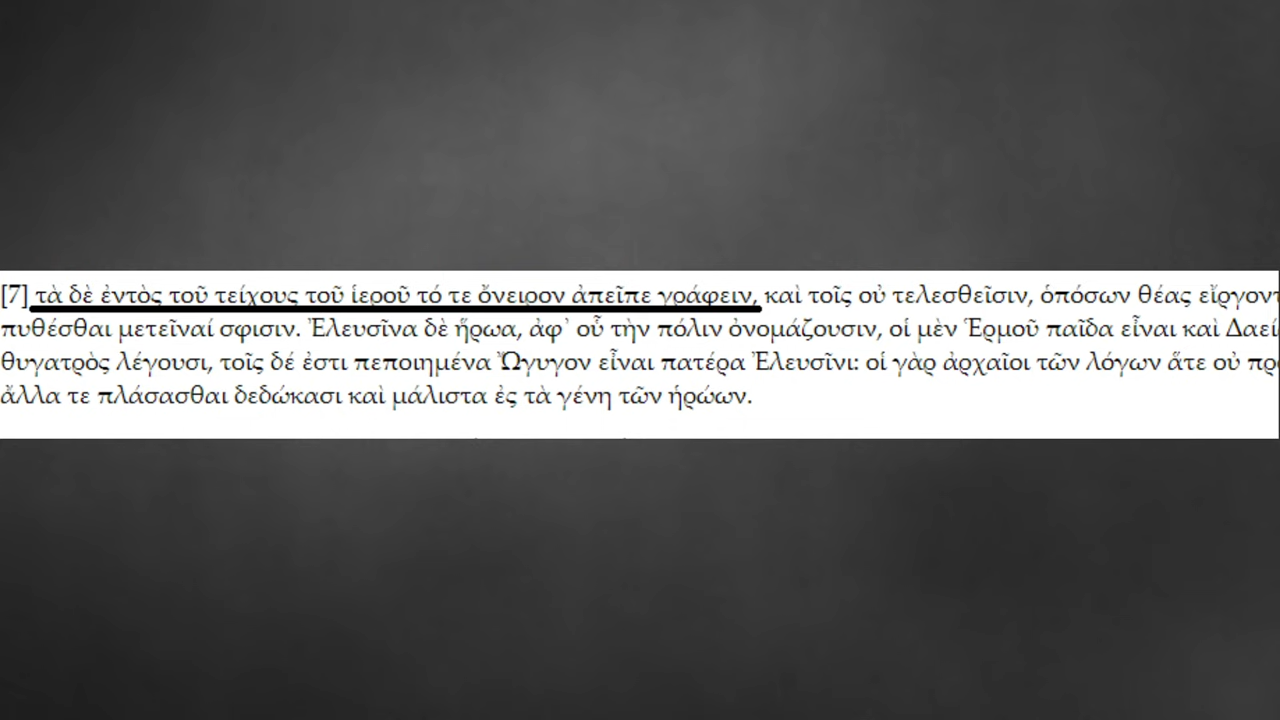 [7] τὰ δὲ ἐντὸς τοῦ τείχους τοῦ ἱεροῦ τό τε ὄνειρον ἀπεῖπε γράφειν, καὶ τοῖς οὐ τελεσθεῖσιν, ὁπόσων θέας εἴργοντ
πυθέσθαι μετεῖναί σφισιν. Ἐλευσῖνα δὲ ἥρωα, ἀφ᾽ οὗ τὴν πόλιν ὀνομάζουσιν, οἱ μὲν Ἑρμοῦ παῖδα εἶναι καὶ Δαεί
θυγατρὸς λέγουσι, τοῖς δέ ἐστι πεποιημένα Ὤγυγον εἶναι πατέρα Ἐλευσῖνι: οἱ γὰρ ἀρχαῖοι τῶν λόγων ἅτε οὐ πρ
ἄλλα τε πλάσασθαι δεδώκασι καὶ μάλιστα ἐς τὰ γένη τῶν ἡρώων.